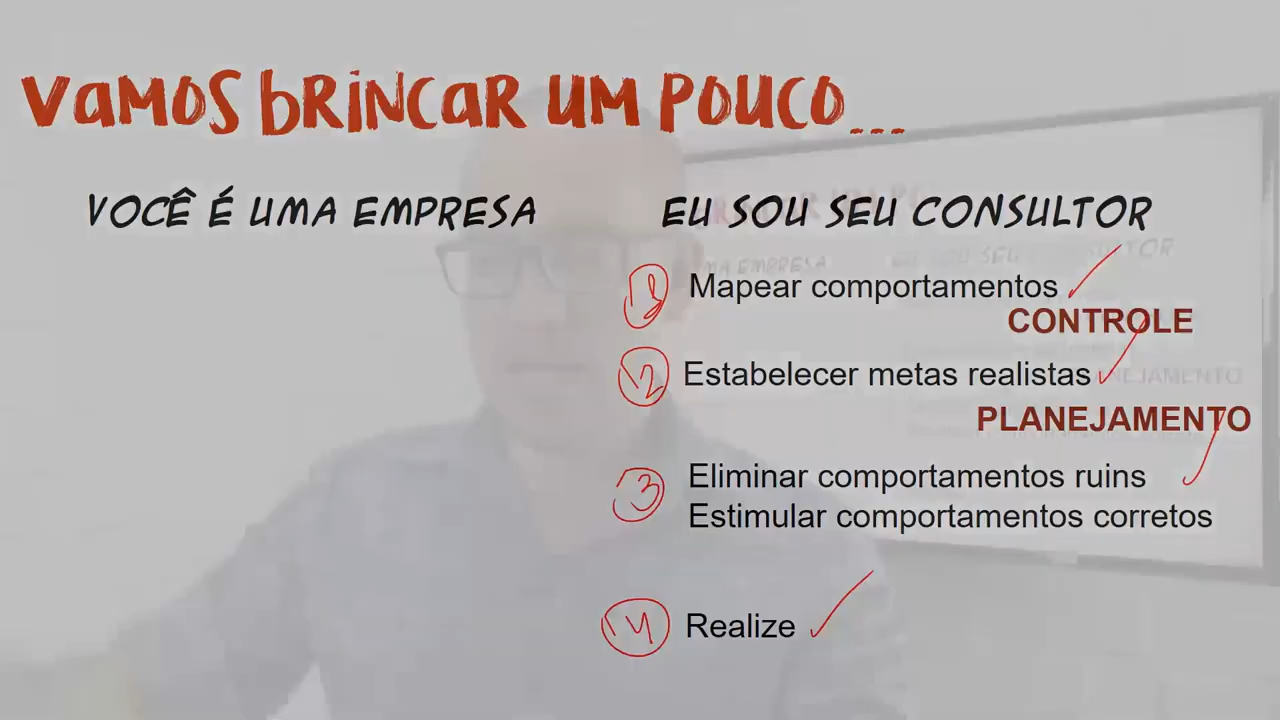 VAMOS BRINCAR UM POUCO...
VOCÊ É UMA EMPRESA
EU SOU SEU CONSULTOR
1 Mapear comportamentos
CONTROLE
2 Estabelecer metas realistas
PLANEJAMENTO
3 Eliminar comportamentos ruins
Estimular comportamentos corretos
4 Realize